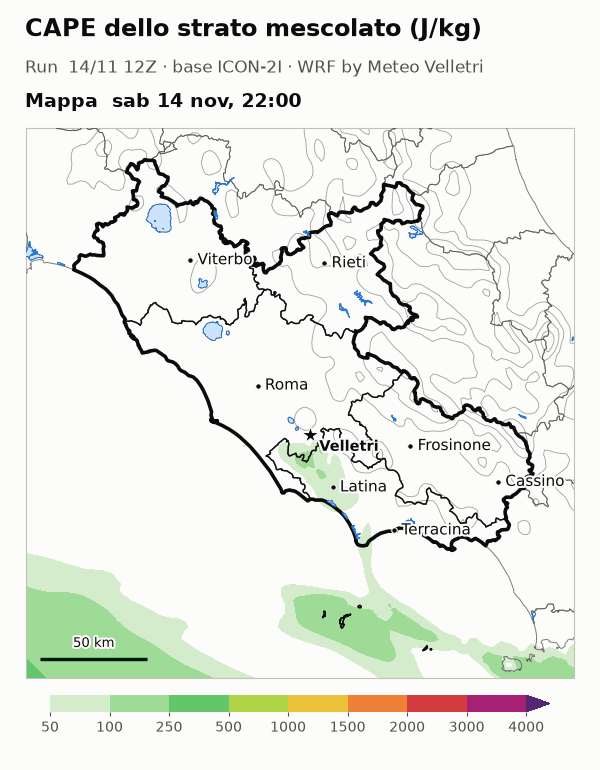 CAPE dello strato mescolato (J/kg)
Run 14/11 12Z · base ICON-2I · WRF by Meteo Velletri
Mappa sab 14 nov, 22:00
Viterbo
Rieti
Roma
Velletri
Frosinone
Latina
Cassino
Terracina
50 km
50 100 250 500 1000 1500 2000 3000 4000